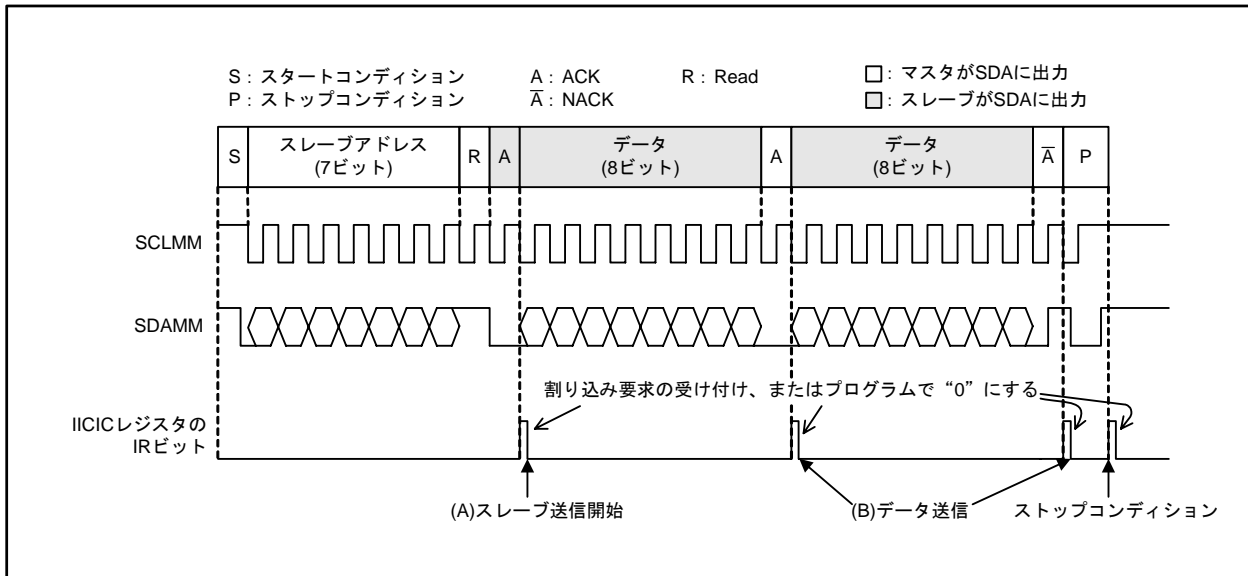 S : スタートコンディション A : ACK R : Read □ : マスタがSDAに出力
P : ストップコンディション A̅ : NACK □ : スレーブがSDAに出力
S スレーブアドレス (7ビット) R A データ (8ビット) A データ (8ビット) A̅ P
SCLMM
SDAMM
割り込み要求の受け付け、またはプログラムで“0”にする
IICICレジスタの
IRビット
(A)スレーブ送信開始 (B)データ送信 ストップコンディション